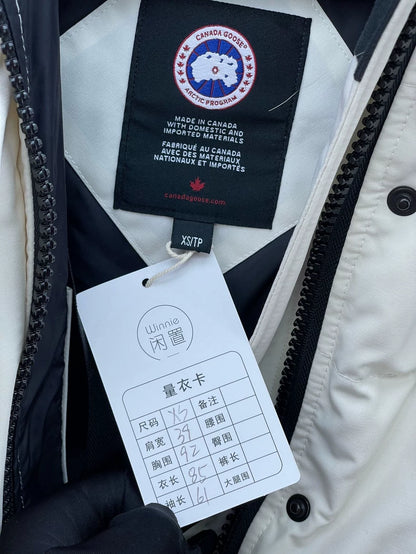 CANADA GOOSE
ARCTIC PROGRAM
MADE IN CANADA
WITH DOMESTIC AND
IMPORTED MATERIALS
FABRIQUÉ AU CANADA
AVEC DES MATERIAUX
NATIONAUX ET IMPORTÉS
canadagoose.com
XS/TP
Winnie
闲置
量衣卡
尺码 XS 备注
肩宽 39 腰围
胸围 92 臀围
衣长 85 裤长
袖长 61 大腿围